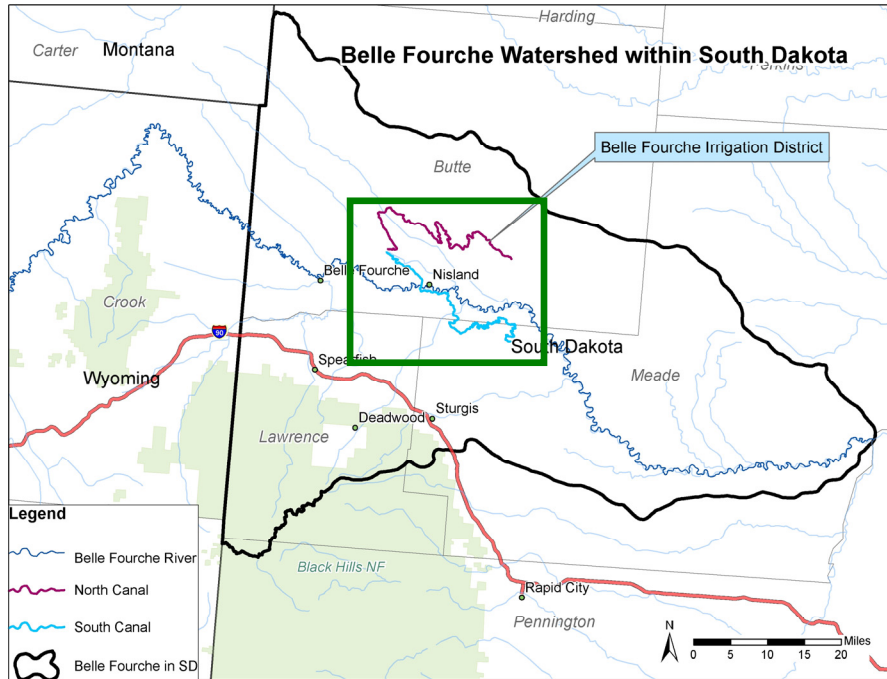 Harding
Carter
Montana
Belle Fourche Watershed within South Dakota
Perkins
Belle Fourche Irrigation District
Butte
Belle Fourche
Nisland
Crook
90
South Dakota
Spearfish
Wyoming
Meade
Deadwood
Sturgis
Lawrence
Legend
Belle Fourche River
North Canal
South Canal
Belle Fourche in SD
Black Hills NF
Rapid City
Pennington
N
Miles
0 5 10 15 20